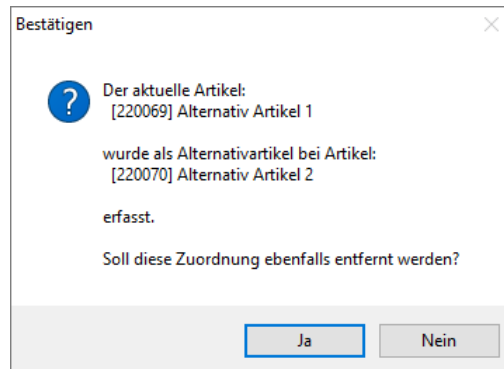 Bestätigen
Der aktuelle Artikel:
[220069] Alternativ Artikel 1
wurde als Alternativartikel bei Artikel:
[220070] Alternativ Artikel 2
erfasst.
Soll diese Zuordnung ebenfalls entfernt werden?
Ja
Nein